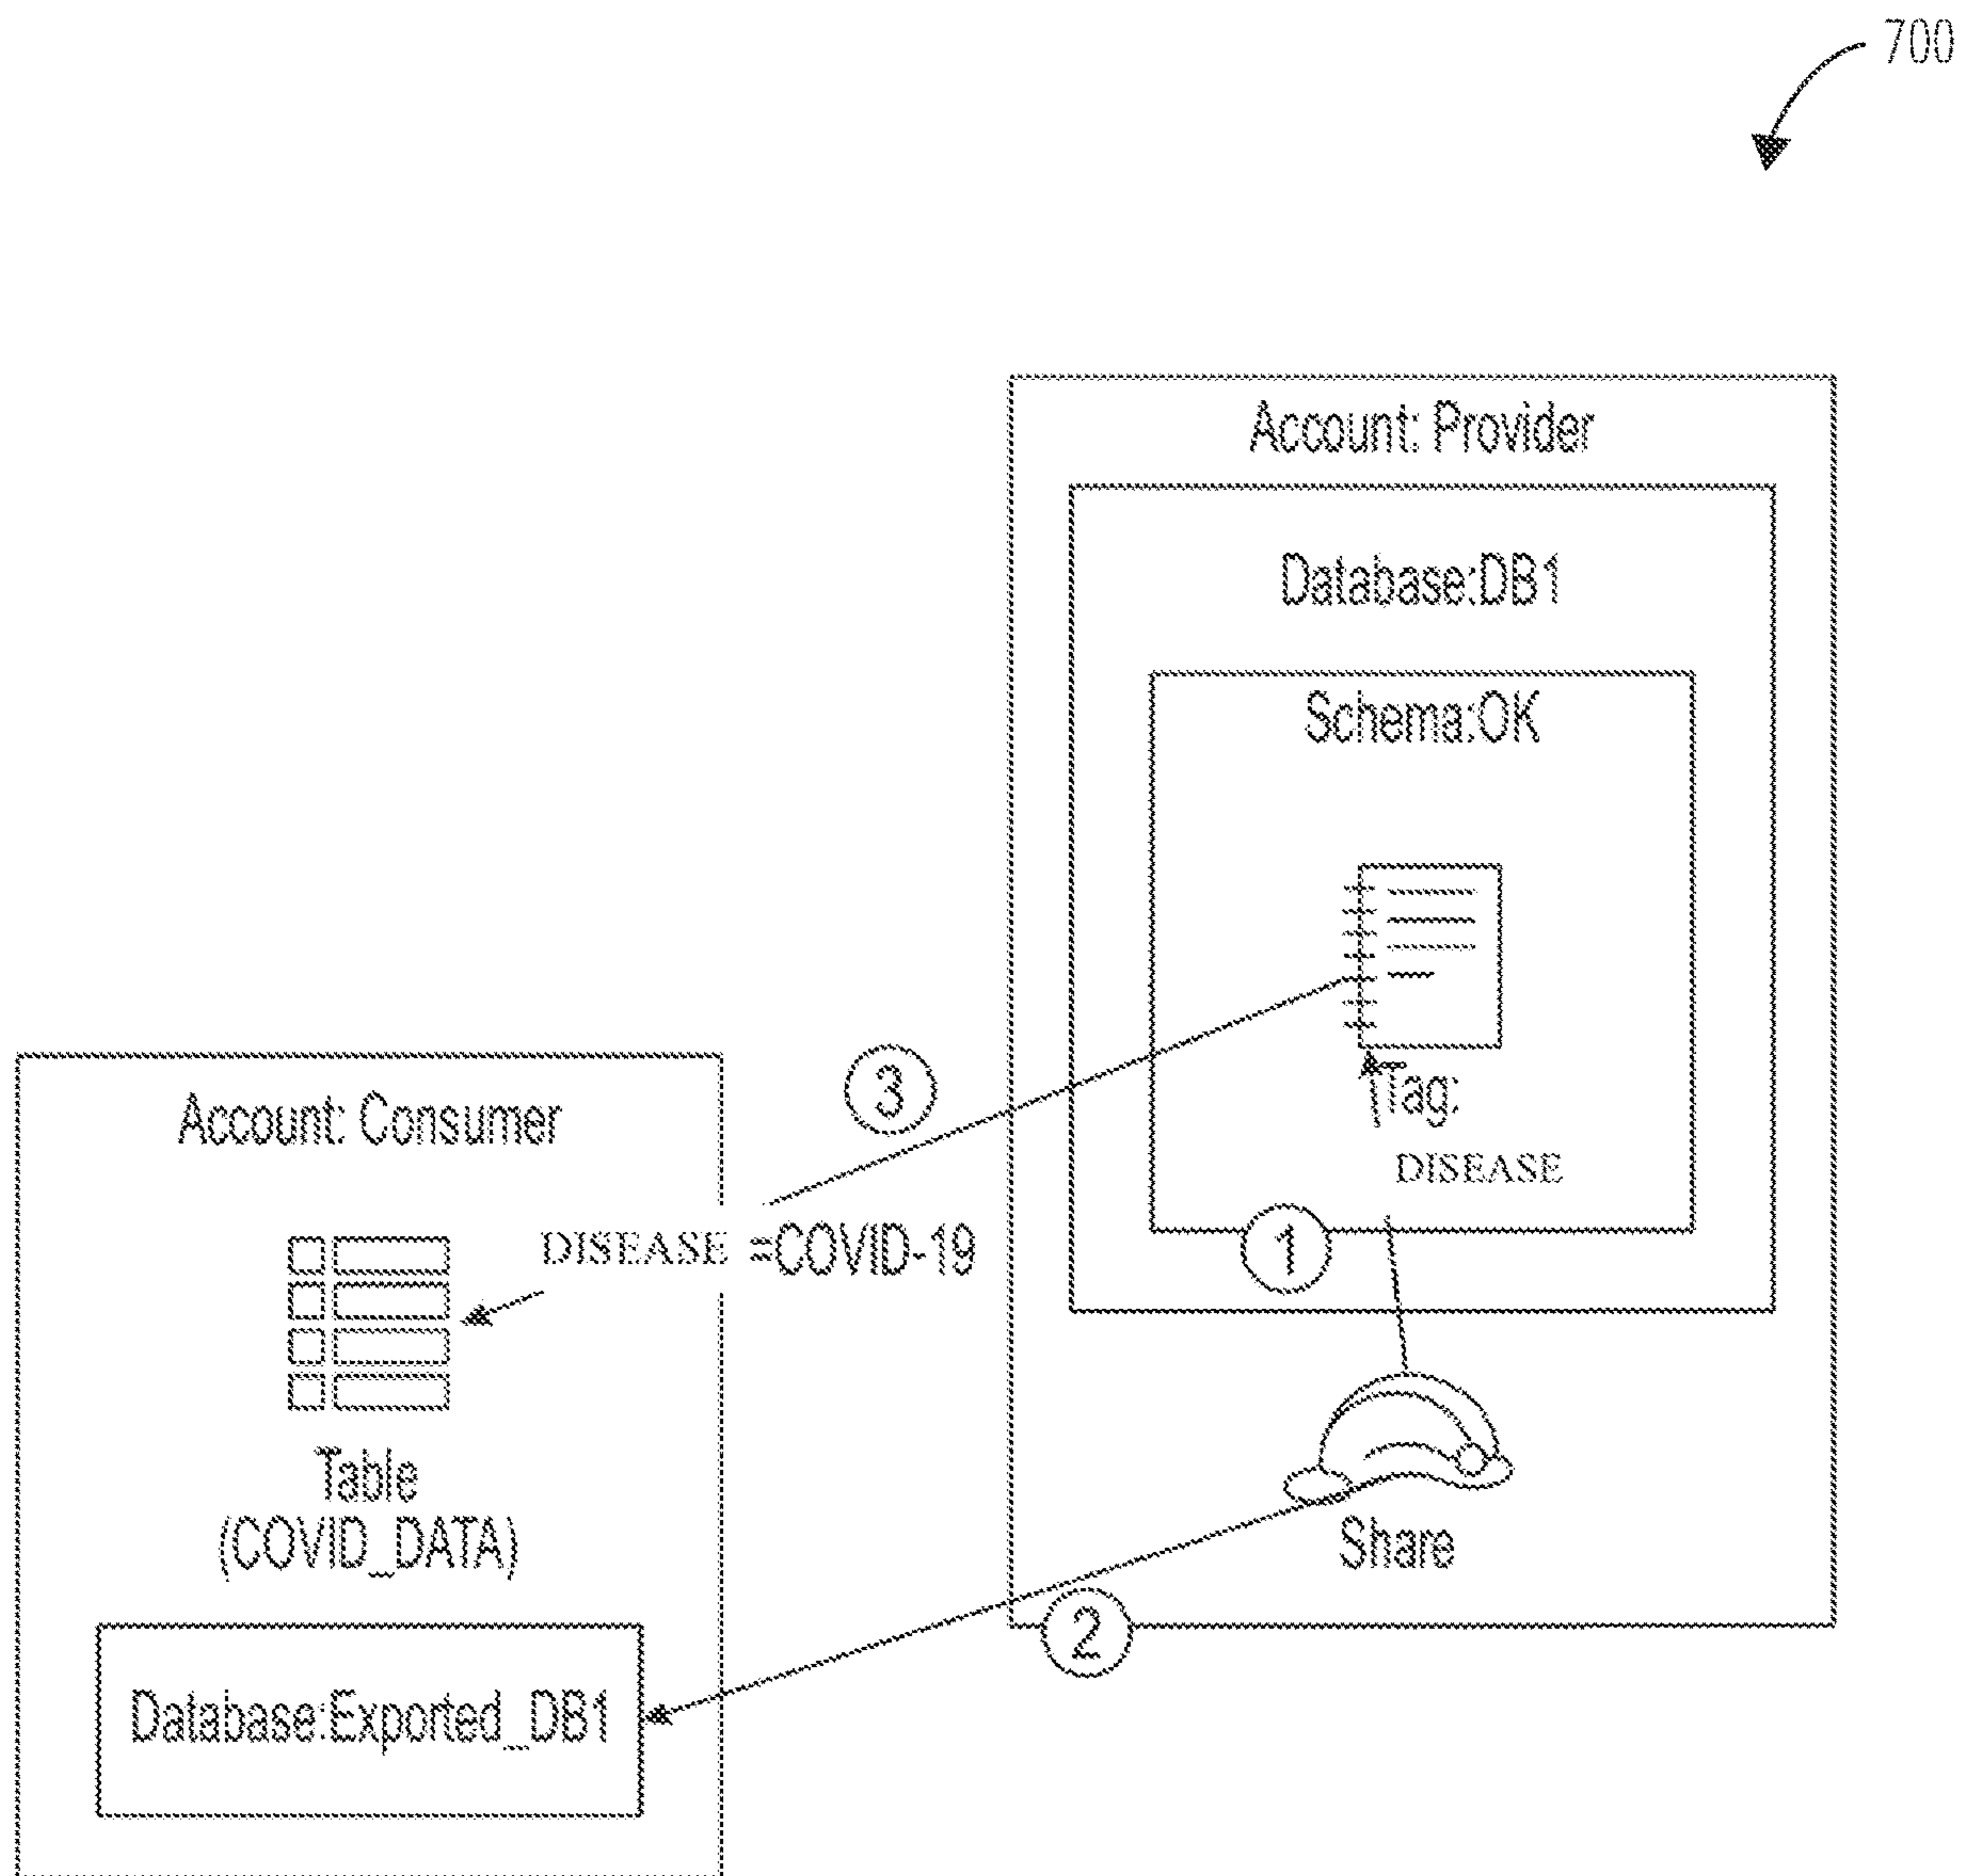 700
Account: Provider
Database:DB1
Schema:OK
Tag:
DISEASE
1
Share
2
3
Account: Consumer
DISEASE =COVID-19
Table
(COVID_DATA)
Database:Exported_DB1